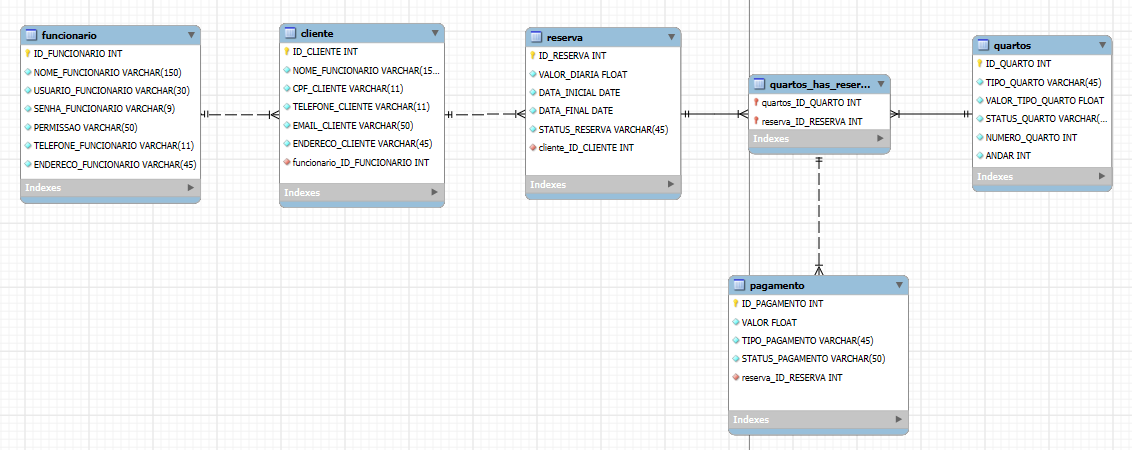 funcionario
ID_FUNCIONARIO INT
NOME_FUNCIONARIO VARCHAR(150)
USUARIO_FUNCIONARIO VARCHAR(30)
SENHA_FUNCIONARIO VARCHAR(9)
PERMISSAO VARCHAR(50)
TELEFONE_FUNCIONARIO VARCHAR(11)
ENDERECO_FUNCIONARIO VARCHAR(45)
Indexes
cliente
ID_CLIENTE INT
NOME_FUNCIONARIO VARCHAR(15...
CPF_CLIENTE VARCHAR(11)
TELEFONE_CLIENTE VARCHAR(11)
EMAIL_CLIENTE VARCHAR(50)
ENDERECO_CLIENTE VARCHAR(45)
funcionario_ID_FUNCIONARIO INT
Indexes
reserva
ID_RESERVA INT
VALOR_DIARIA FLOAT
DATA_INICIAL DATE
DATA_FINAL DATE
STATUS_RESERVA VARCHAR(45)
cliente_ID_CLIENTE INT
Indexes
quartos_has_reser...
quartos_ID_QUARTO INT
reserva_ID_RESERVA INT
Indexes
quartos
ID_QUARTO INT
TIPO_QUARTO VARCHAR(45)
VALOR_TIPO_QUARTO FLOAT
STATUS_QUARTO VARCHAR(...
NUMERO_QUARTO INT
ANDAR INT
Indexes
pagamento
ID_PAGAMENTO INT
VALOR FLOAT
TIPO_PAGAMENTO VARCHAR(45)
STATUS_PAGAMENTO VARCHAR(50)
reserva_ID_RESERVA INT
Indexes